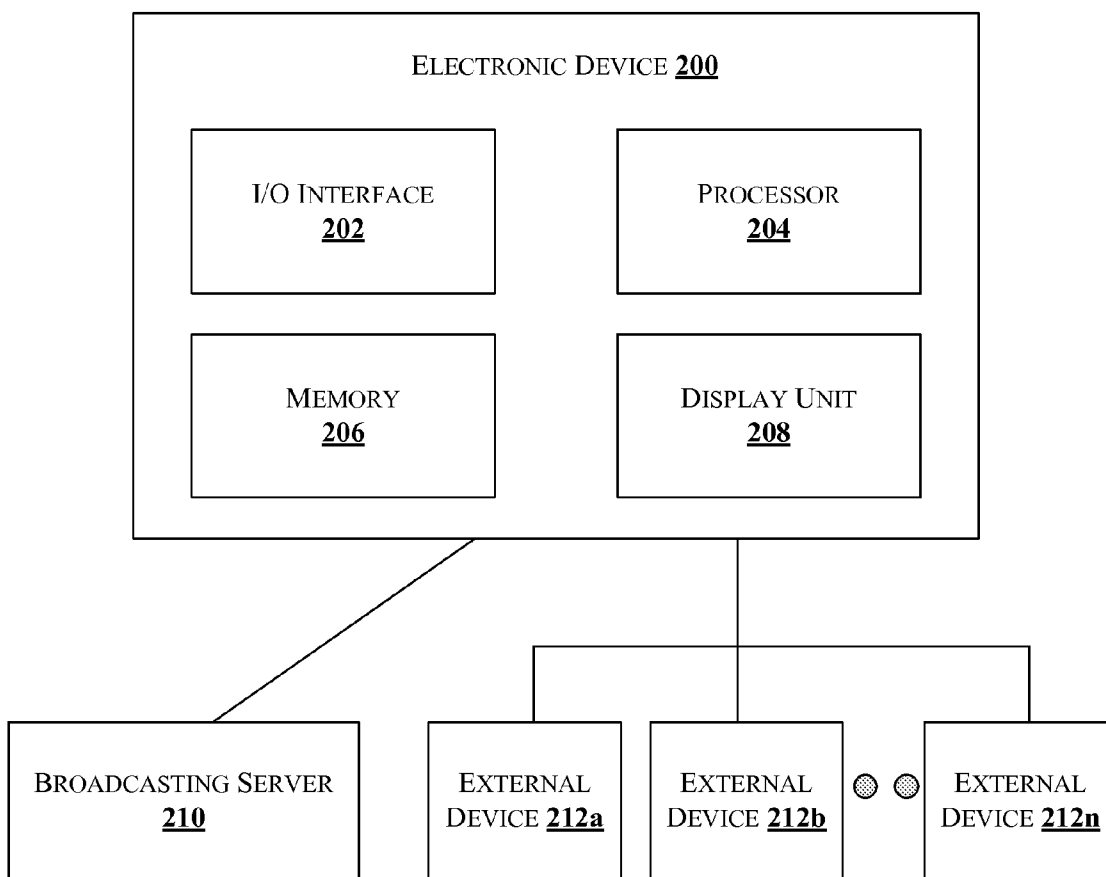 ELECTRONIC DEVICE 200
I/O INTERFACE
202
PROCESSOR
204
MEMORY
206
DISPLAY UNIT
208
BROADCASTING SERVER
210
EXTERNAL
DEVICE 212a
EXTERNAL
DEVICE 212b
EXTERNAL
DEVICE 212n